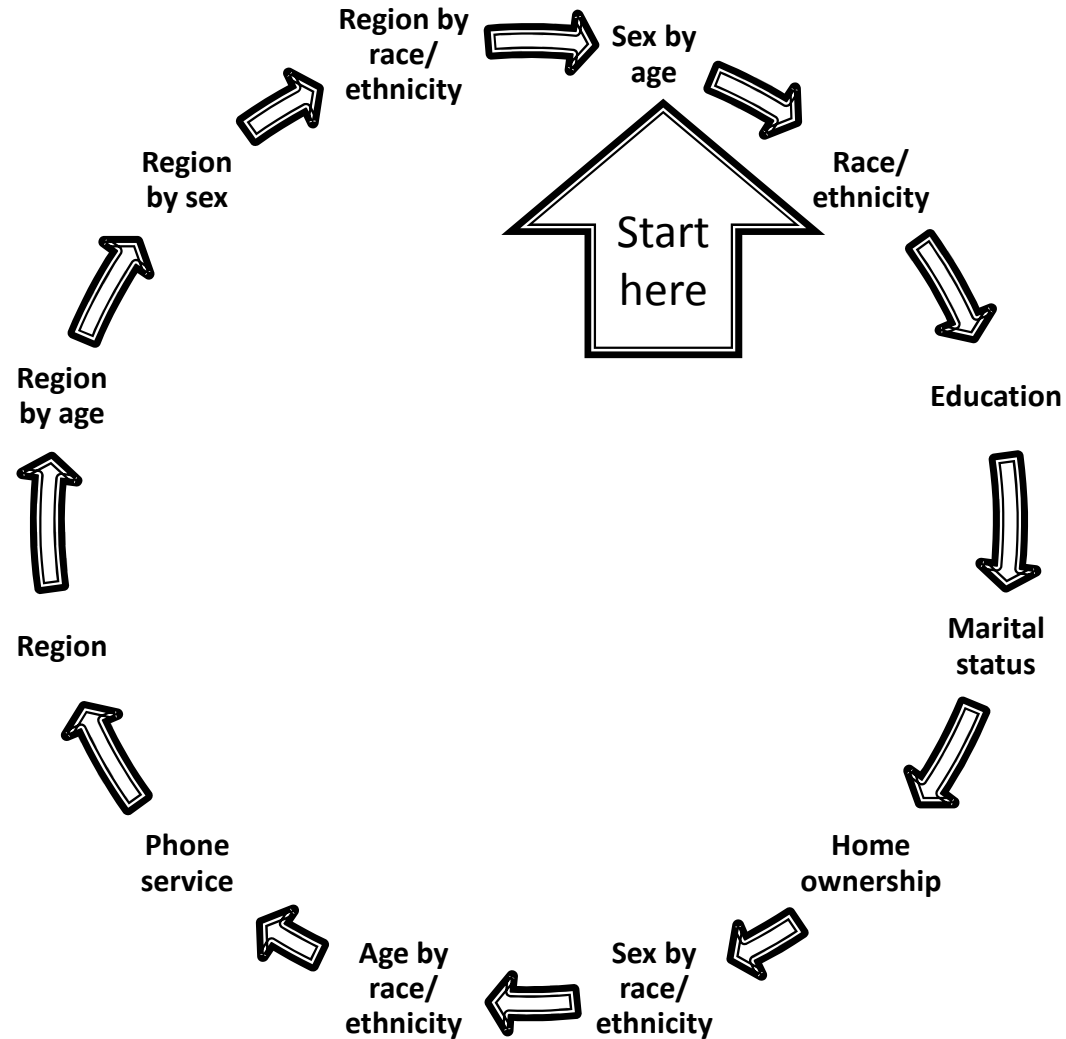 Sex by
age
Race/
ethnicity
Education
Marital
status
Home
ownership
Sex by
race/
ethnicity
Age by
race/
ethnicity
Phone
service
Region
Region
by age
Region
by sex
Region by
race/
ethnicity
Start
here